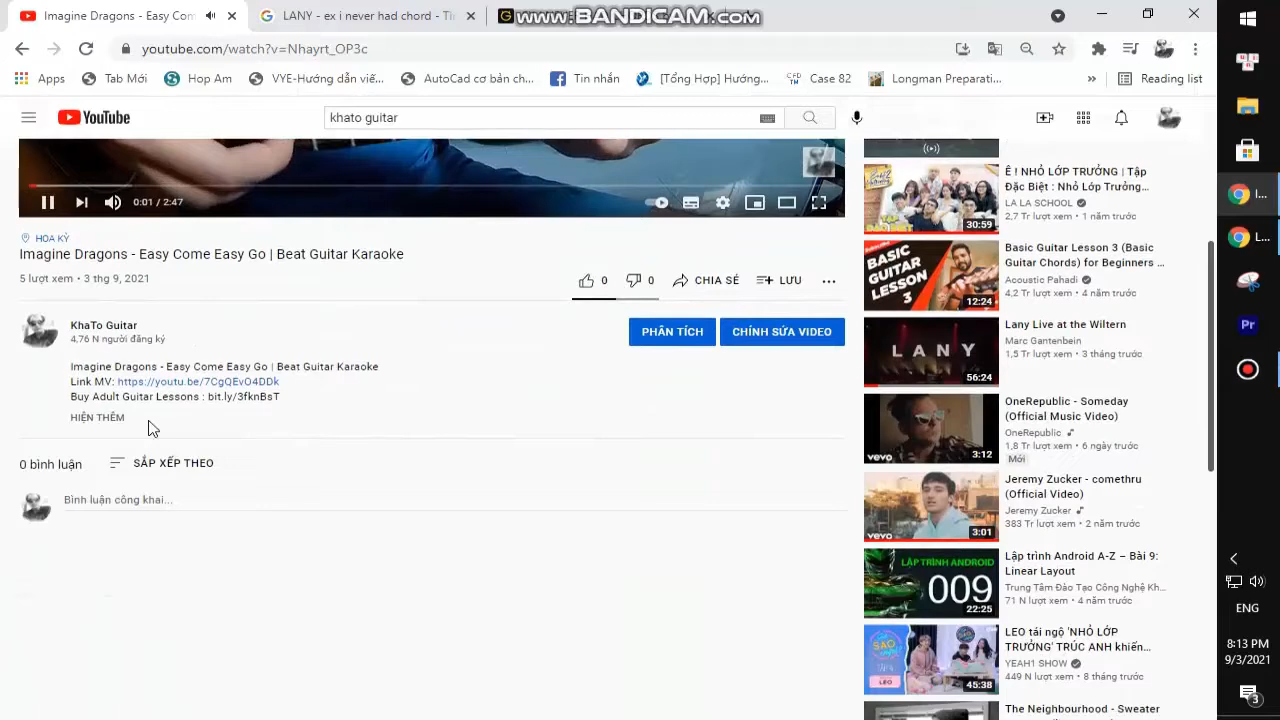 Imagine Dragons - Easy Com
LANY - ex i never had chord - T
www.BANDICAM.com
youtube.com/watch?v=Nhayrt_OP3c
Apps
Tab Mới
Hop Am
VYE-Hướng dẫn viế...
AutoCad cơ bản ch...
Tin nhắn
[Tổng Hợp] Hướng...
Case 82
Longman Preparati...
»
Reading list
YouTube
khato guitar
0:01 / 2:47
HOA KỲ
Imagine Dragons - Easy Come Easy Go | Beat Guitar Karaoke
5 lượt xem • 3 thg 9, 2021
0
0
CHIA SẺ
LƯU
KhaTo Guitar
4,76 N người đăng ký
PHÂN TÍCH
CHỈNH SỬA VIDEO
Imagine Dragons - Easy Come Easy Go | Beat Guitar Karaoke
Link MV: https://youtu.be/7CgQEvO4DDk
Buy Adult Guitar Lessons : bit.ly/3fknBsT
HIỆN THÊM
0 bình luận
SẮP XẾP THEO
Bình luận công khai...
30:59
Ê ! NHỎ LỚP TRƯỞNG | Tập
Đặc Biệt : Nhỏ Lớp Trưởng...
LA LA SCHOOL
2,7 Tr lượt xem • 1 năm trước
BASIC
GUITAR
LESSON
3
12:24
Basic Guitar Lesson 3 (Basic
Guitar Chords) for Beginners ...
Acoustic Pahadi
4,2 Tr lượt xem • 4 năm trước
LANY
56:24
Lany Live at the Wiltern
Marc Gantenbein
1,5 Tr lượt xem • 3 tháng trước
vevo
3:12
OneRepublic - Someday
(Official Music Video)
OneRepublic
1,8 Tr lượt xem • 6 ngày trước
Mới
vevo
3:01
Jeremy Zucker - comethru
(Official Video)
Jeremy Zucker
383 Tr lượt xem • 2 năm trước
LẬP TRÌNH ANDROID
009
22:25
Lập trình Android A-Z – Bài 9:
Linear Layout
Trung Tâm Đào Tạo Công Nghệ Kh...
71 N lượt xem • 4 năm trước
LEO
45:38
LEO tái ngộ 'NHỎ LỚP
TRƯỞNG' TRÚC ANH khiến...
YEAH1 SHOW
449 N lượt xem • 8 tháng trước
The Neighbourhood - Sweater
I...
L...
Pr
ENG
8:13 PM
9/3/2021
3